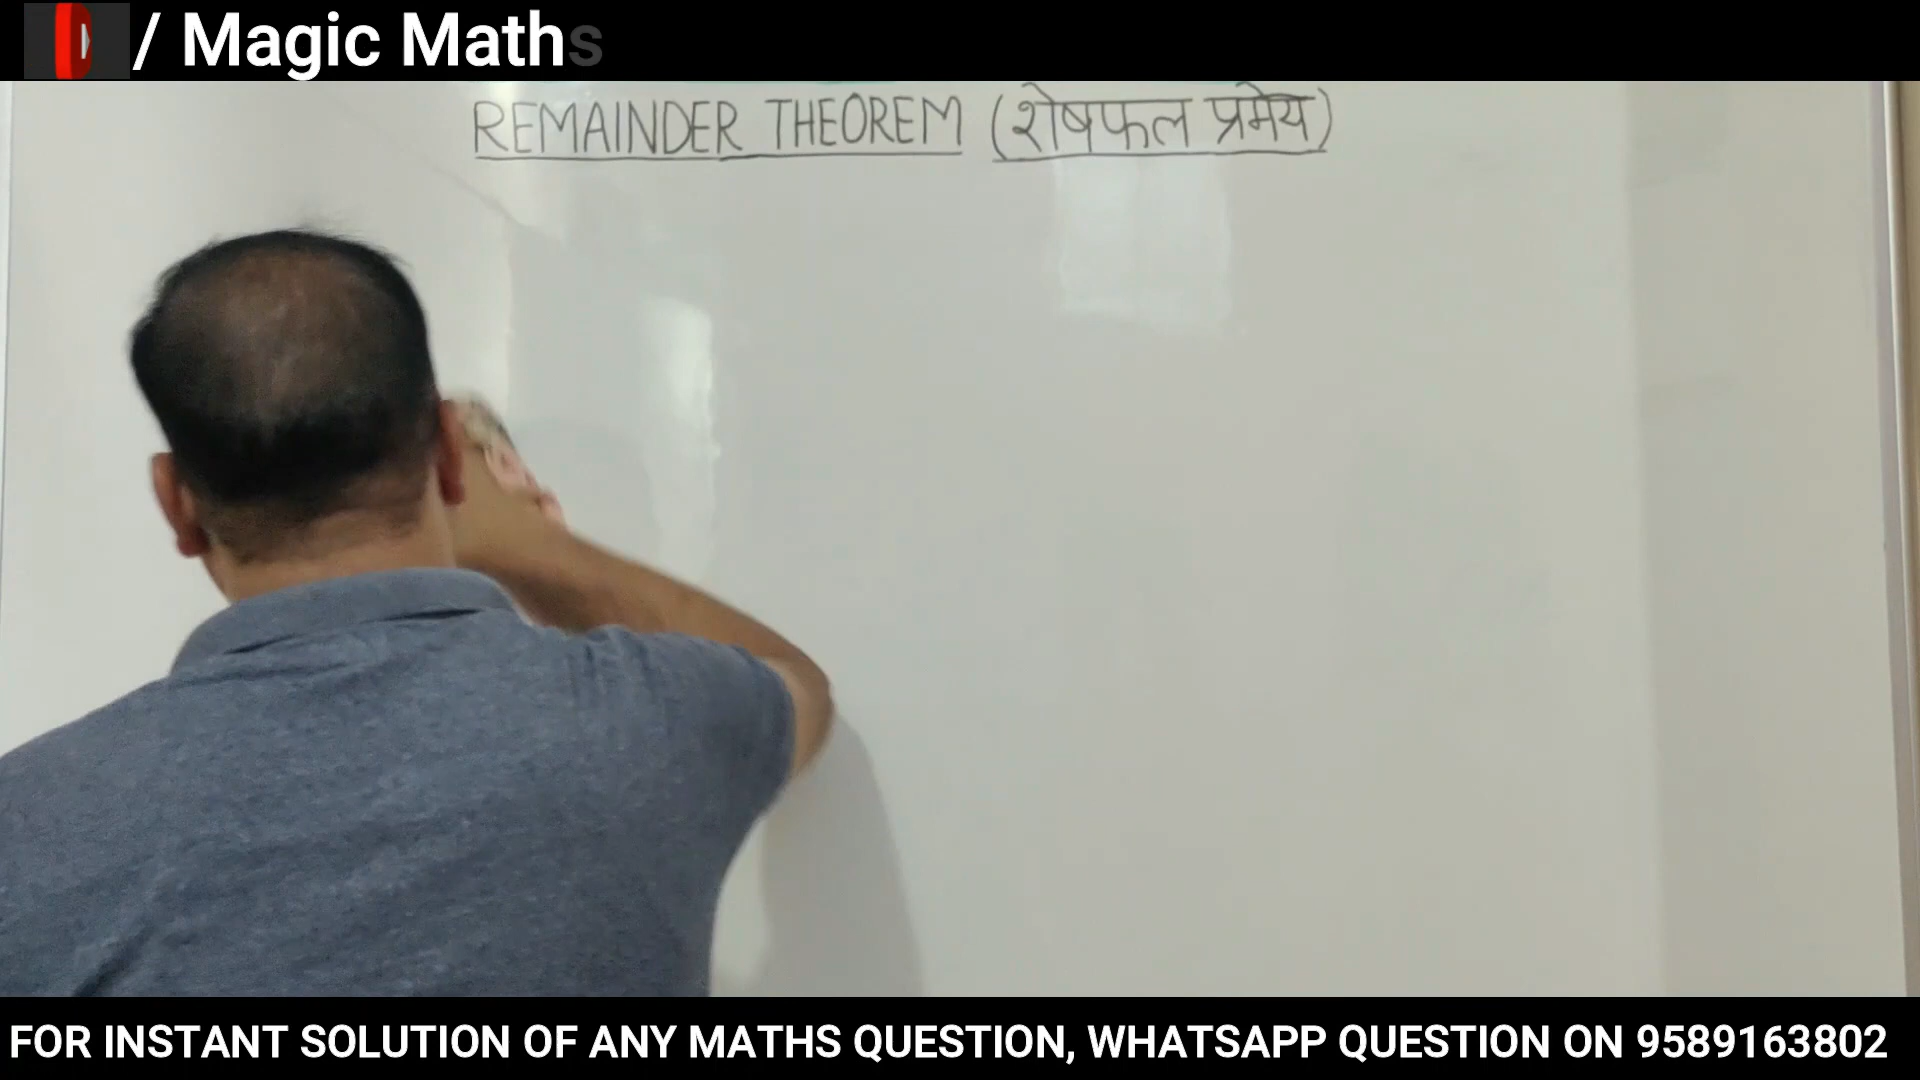 / Magic Maths
REMAINDER THEOREM (शेषफल प्रमेय)
FOR INSTANT SOLUTION OF ANY MATHS QUESTION, WHATSAPP QUESTION ON 9589163802